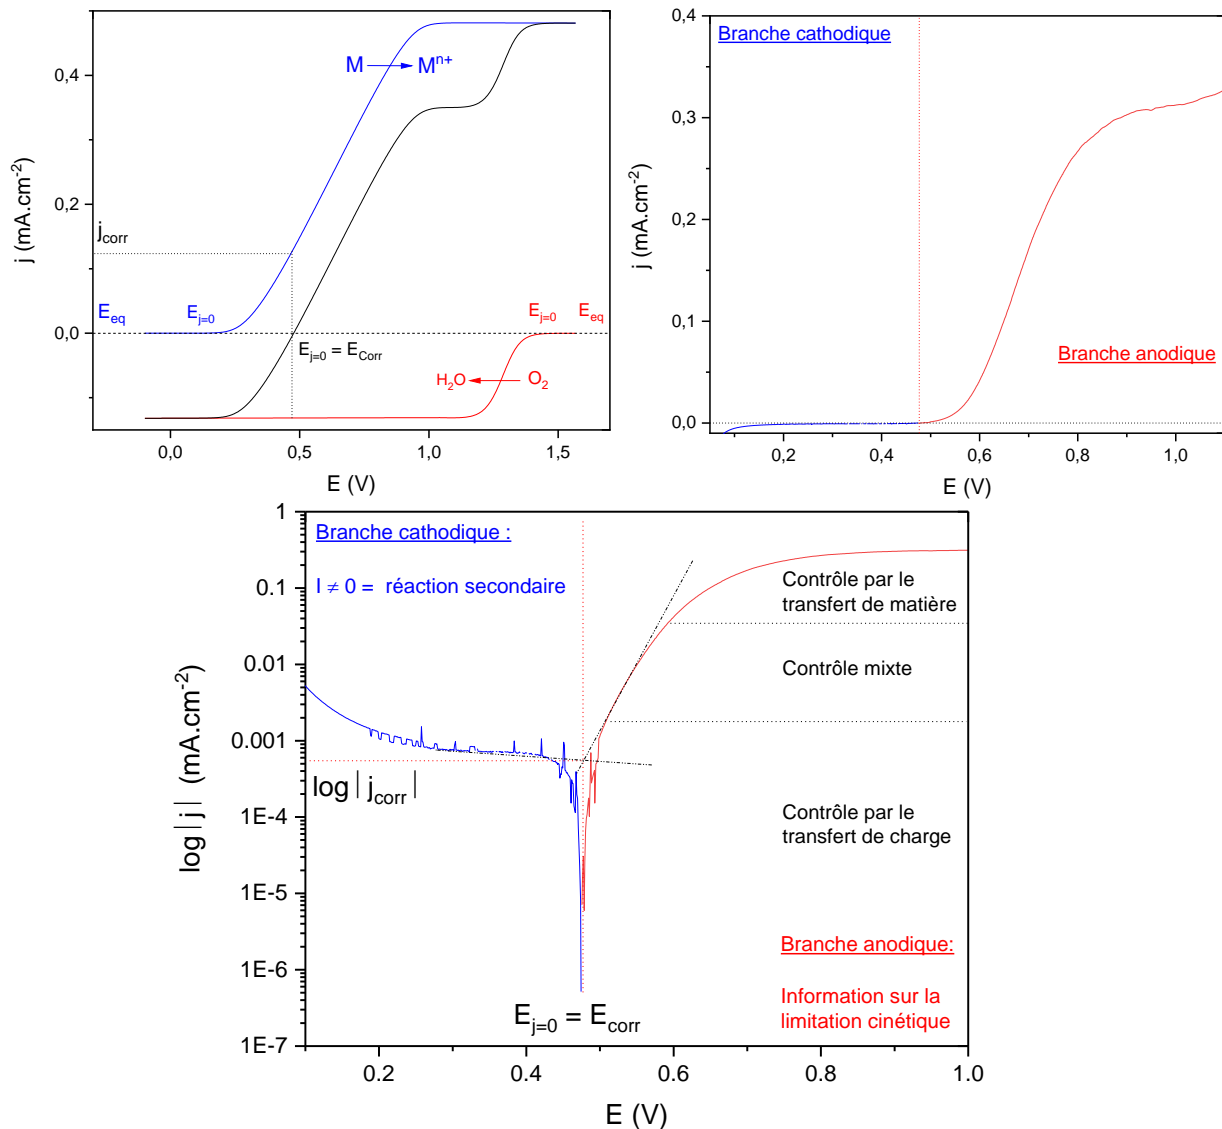 0,4
0,2
0,0
j (mA.cm-2)
jcorr
M
Mn+
Eeq
Ej=0
Ej=0
Eeq
Ej=0 = ECorr
H2O
O2
0,0
0,5
1,0
1,5
E (V)
0,4
0,3
0,2
0,1
0,0
j (mA.cm-2)
Branche cathodique
Branche anodique
0,2
0,4
0,6
0,8
1,0
E (V)
1
0.1
0.01
0.001
1E-4
1E-5
1E-6
1E-7
log | j | (mA.cm-2)
Branche cathodique :
I ≠ 0 = réaction secondaire
log | jcorr |
Contrôle par le
transfert de matière
Contrôle mixte
Contrôle par le
transfert de charge
Branche anodique:
Information sur la
limitation cinétique
Ej=0 = Ecorr
0.2
0.4
0.6
0.8
1.0
E (V)